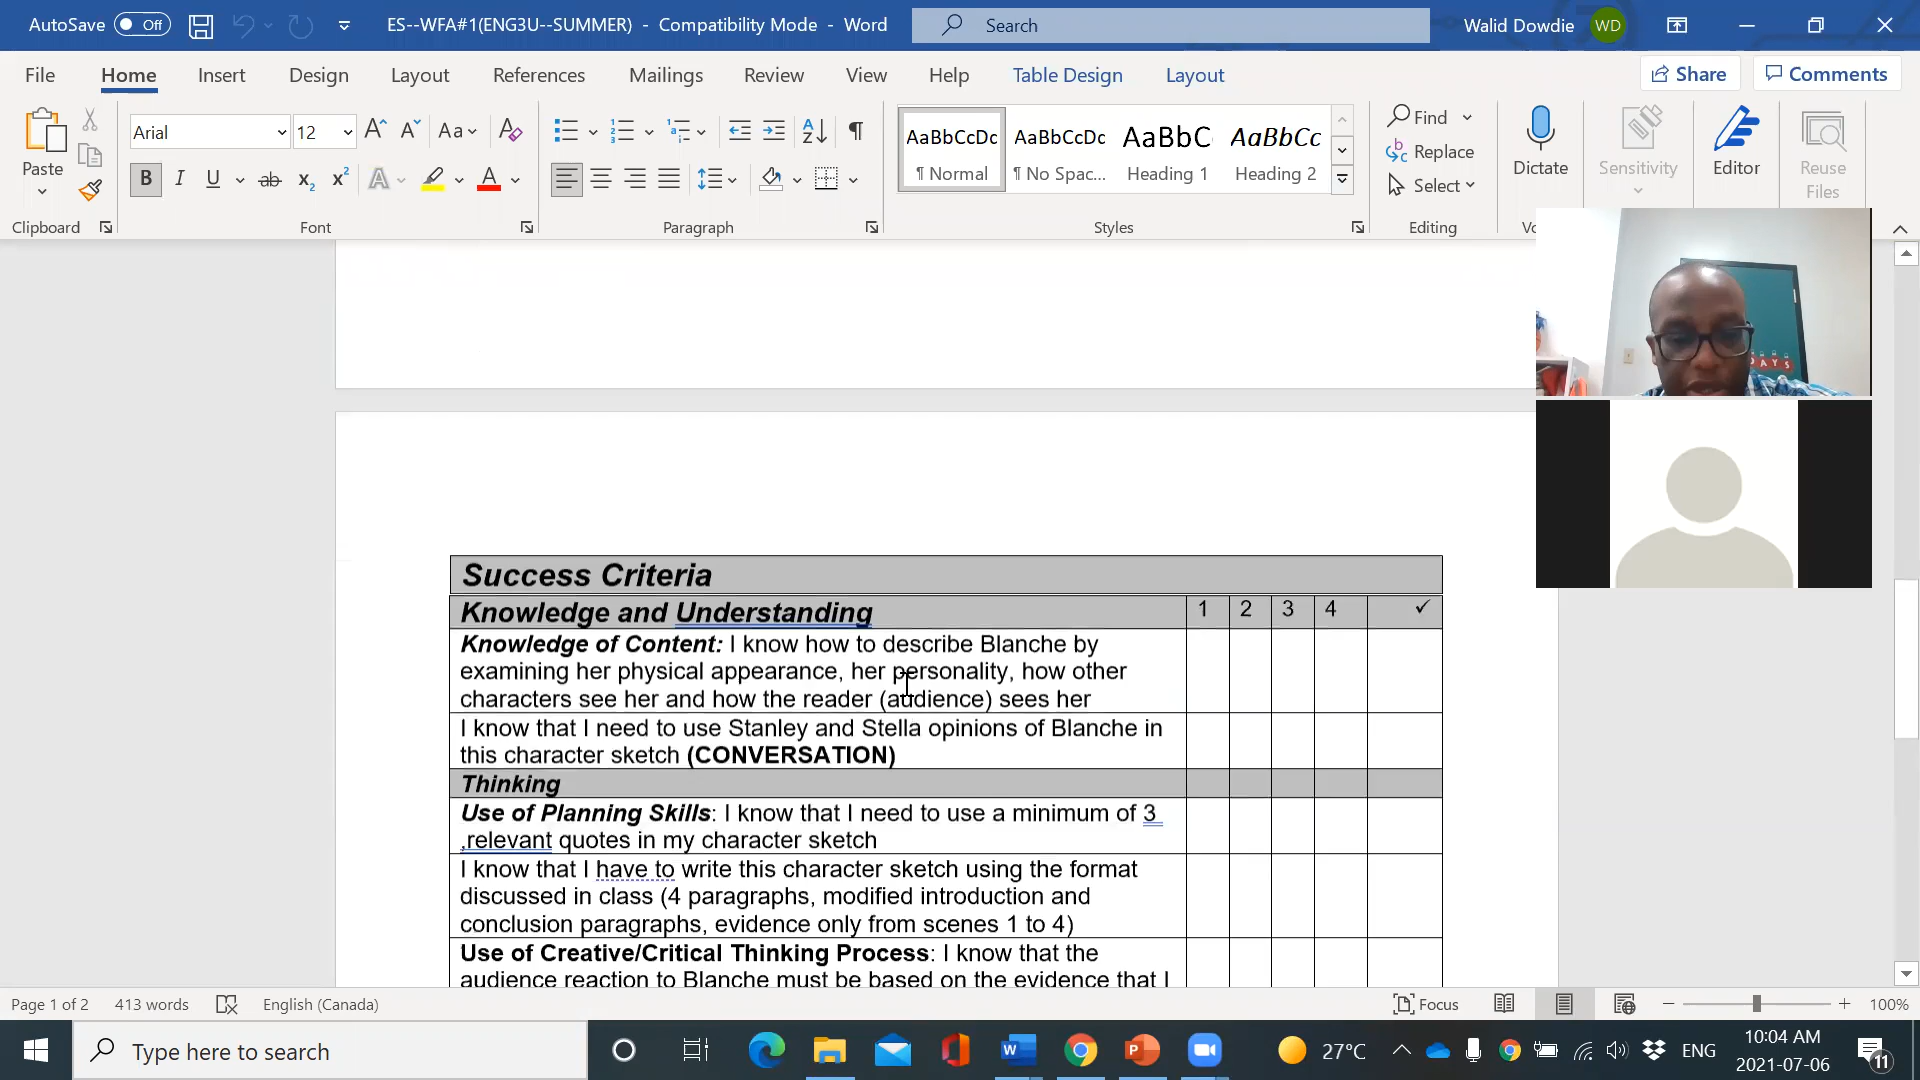 AutoSave Off ES--WFA#1(ENG3U--SUMMER) - Compatibility Mode - Word Search Walid Dowdie WD
File Home Insert Design Layout References Mailings Review View Help Table Design Layout Share Comments
Paste
Clipboard
Arial 12
Aa
B I U ab x2 x2 A A
Font
Paragraph
AaBbCcDc AaBbCcDc AaBbC AaBbCc
¶ Normal ¶ No Spac... Heading 1 Heading 2
Styles
Find
Replace
Select
Editing
Dictate
Sensitivity
Editor
Reuse
Files
Vo
AYS
Success Criteria
Knowledge and Understanding 1 2 3 4 ✓
Knowledge of Content: I know how to describe Blanche by
examining her physical appearance, her personality, how other
characters see her and how the reader (audience) sees her
I know that I need to use Stanley and Stella opinions of Blanche in
this character sketch (CONVERSATION)
Thinking
Use of Planning Skills: I know that I need to use a minimum of 3
,relevant quotes in my character sketch
I know that I have to write this character sketch using the format
discussed in class (4 paragraphs, modified introduction and
conclusion paragraphs, evidence only from scenes 1 to 4)
Use of Creative/Critical Thinking Process: I know that the
audience reaction to Blanche must be based on the evidence that I
Page 1 of 2 413 words English (Canada) Focus 100%
Type here to search 27°C ENG 10:04 AM
2021-07-06 11